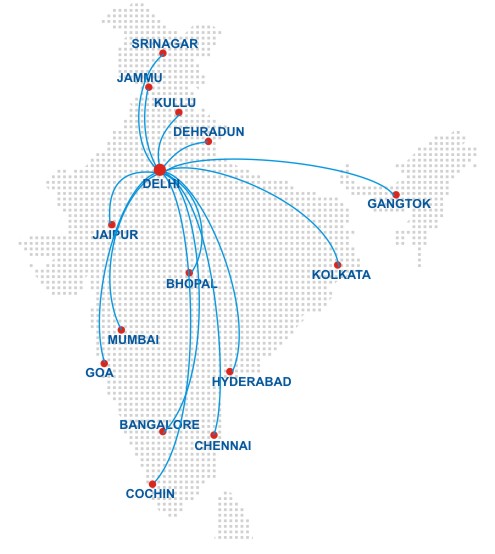 SRINAGAR
JAMMU
KULLU
DEHRADUN
DELHI
GANGTOK
JAIPUR
KOLKATA
BHOPAL
MUMBAI
GOA
HYDERABAD
BANGALORE
CHENNAI
COCHIN